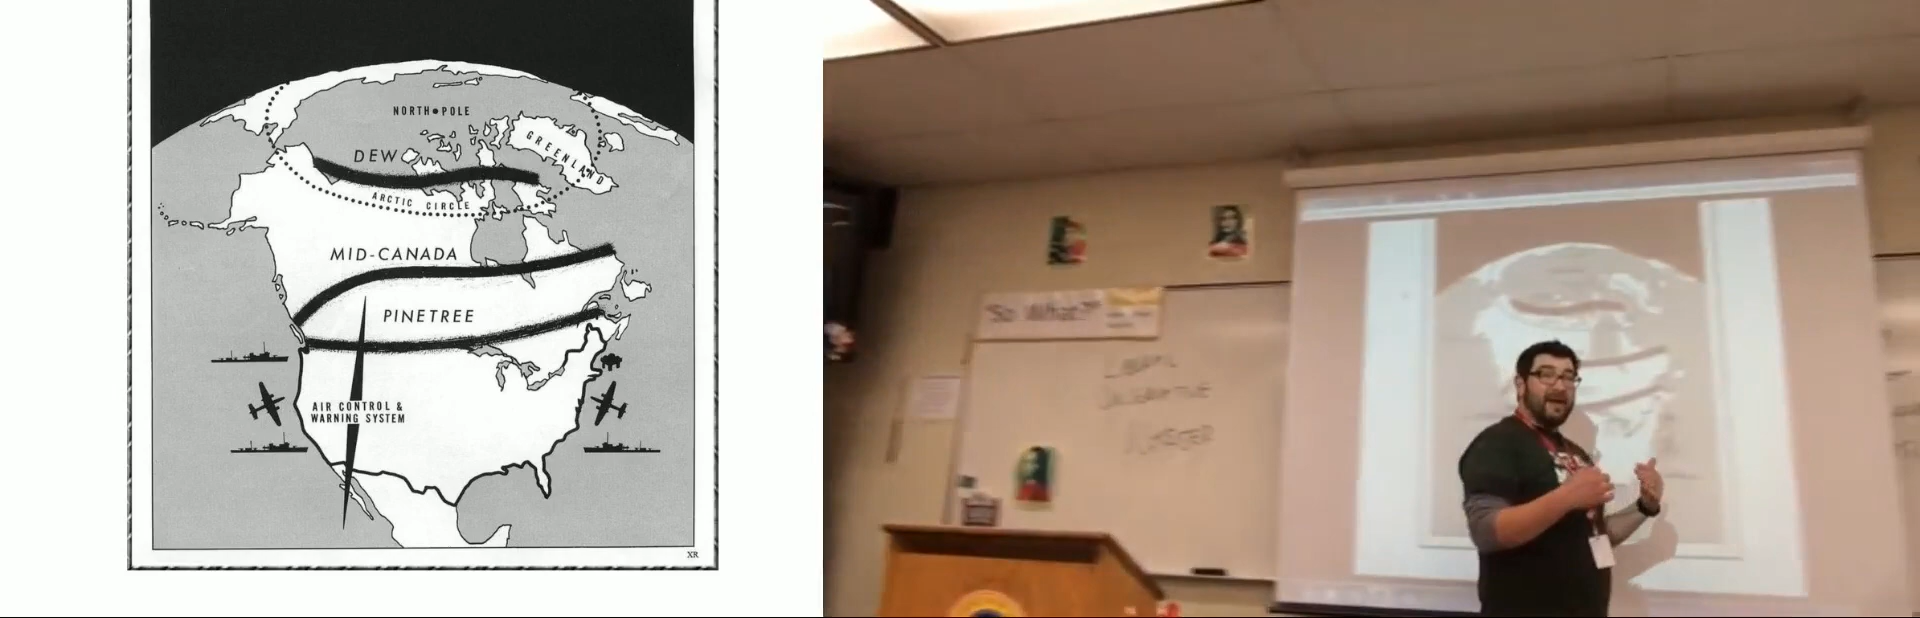 NORTH POLE
GREENLAND
DEW
ARCTIC CIRCLE
MID-CANADA
PINETREE
AIR CONTROL &
WARNING SYSTEM
XR
"So What?"